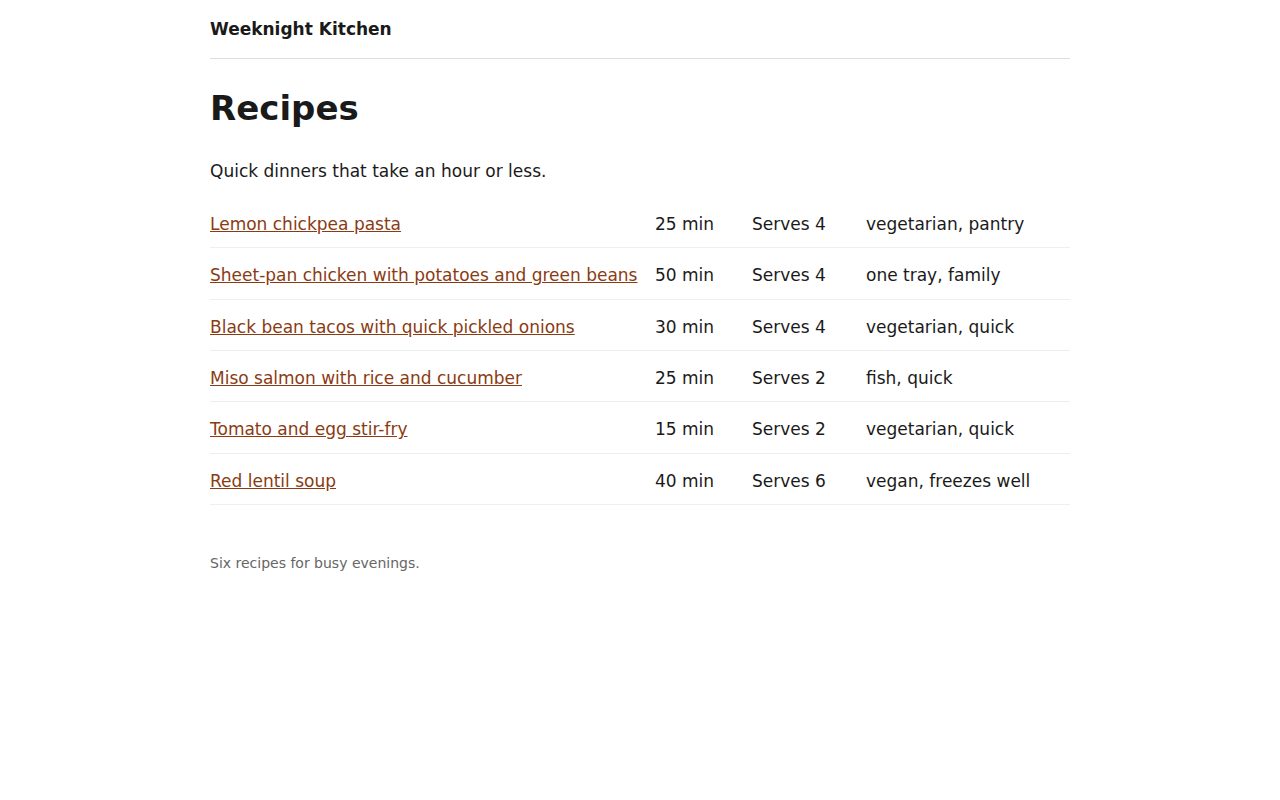 Weeknight Kitchen
Recipes
Quick dinners that take an hour or less.
Lemon chickpea pasta 25 min Serves 4 vegetarian, pantry
Sheet-pan chicken with potatoes and green beans 50 min Serves 4 one tray, family
Black bean tacos with quick pickled onions 30 min Serves 4 vegetarian, quick
Miso salmon with rice and cucumber 25 min Serves 2 fish, quick
Tomato and egg stir-fry 15 min Serves 2 vegetarian, quick
Red lentil soup 40 min Serves 6 vegan, freezes well
Six recipes for busy evenings.